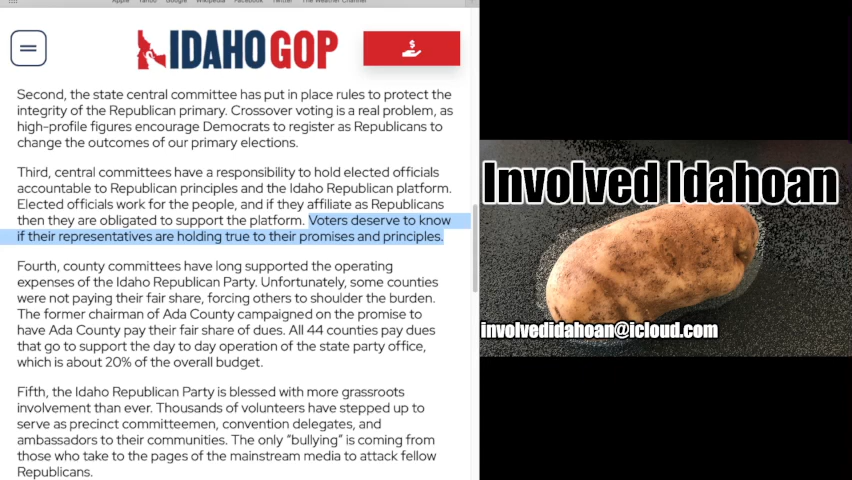 Apple Yahoo Google Wikipedia Facebook Twitter The Weather Channel
IDAHO GOP
$
Second, the state central committee has put in place rules to protect the
integrity of the Republican primary. Crossover voting is a real problem, as
high-profile figures encourage Democrats to register as Republicans to
change the outcomes of our primary elections.
Third, central committees have a responsibility to hold elected officials
accountable to Republican principles and the Idaho Republican platform.
Elected officials work for the people, and if they affiliate as Republicans
then they are obligated to support the platform. Voters deserve to know
if their representatives are holding true to their promises and principles.
Fourth, county committees have long supported the operating
expenses of the Idaho Republican Party. Unfortunately, some counties
were not paying their fair share, forcing others to shoulder the burden.
The former chairman of Ada County campaigned on the promise to
have Ada County pay their fair share of dues. All 44 counties pay dues
that go to support the day to day operation of the state party office,
which is about 20% of the overall budget.
Fifth, the Idaho Republican Party is blessed with more grassroots
involvement than ever. Thousands of volunteers have stepped up to
serve as precinct committeemen, convention delegates, and
ambassadors to their communities. The only “bullying” is coming from
those who take to the pages of the mainstream media to attack fellow
Republicans.
Involved Idahoan
involvedidahoan@icloud.com